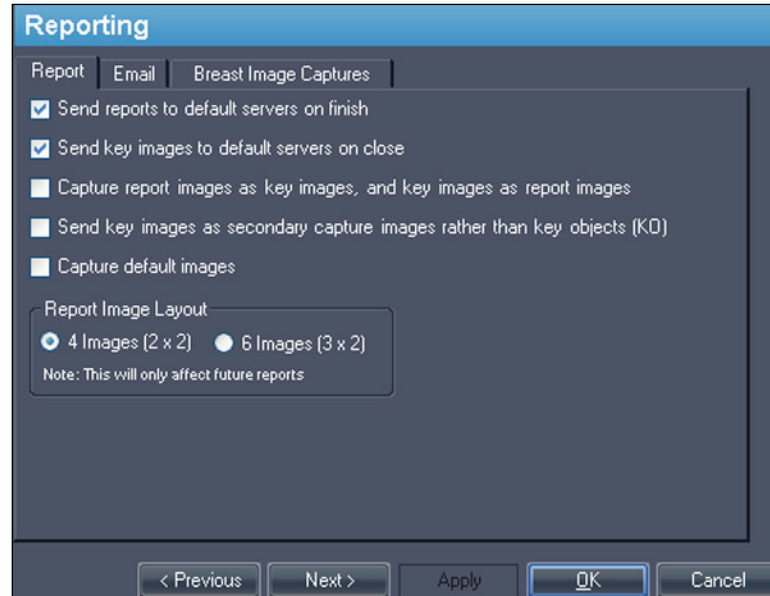 Reporting
Report Email Breast Image Captures
Send reports to default servers on finish
Send key images to default servers on close
Capture report images as key images, and key images as report images
Send key images as secondary capture images rather than key objects (KO)
Capture default images
Report Image Layout
4 Images (2 x 2) 6 Images (3 x 2)
Note: This will only affect future reports
< Previous Next > Apply OK Cancel